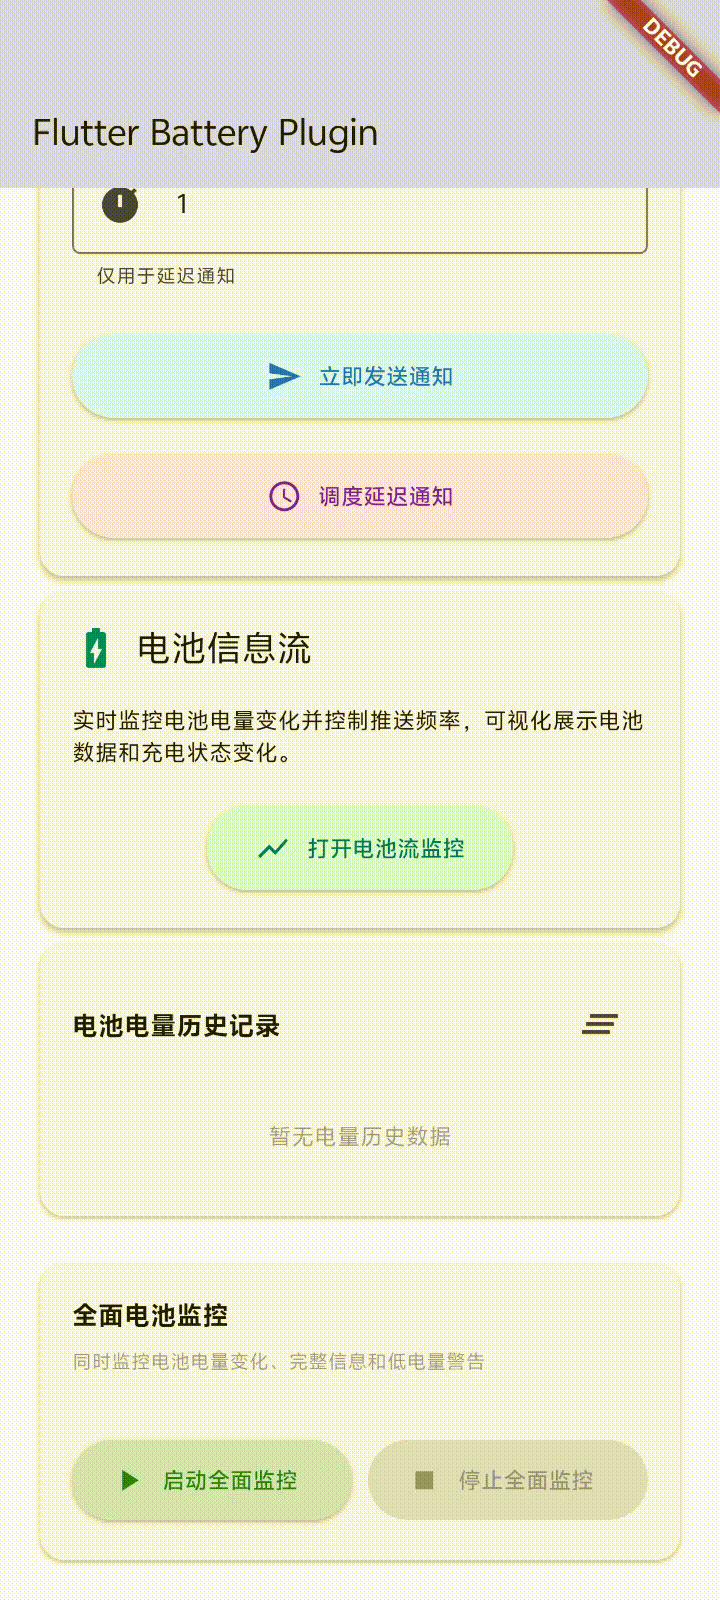 DEBUG
Flutter Battery Plugin
1
仅用于延迟通知
立即发送通知
调度延迟通知
电池信息流
实时监控电池电量变化并控制推送频率，可视化展示电池
数据和充电状态变化。
打开电池流监控
电池电量历史记录
暂无电量历史数据
全面电池监控
同时监控电池电量变化、完整信息和低电量警告
启动全面监控
停止全面监控